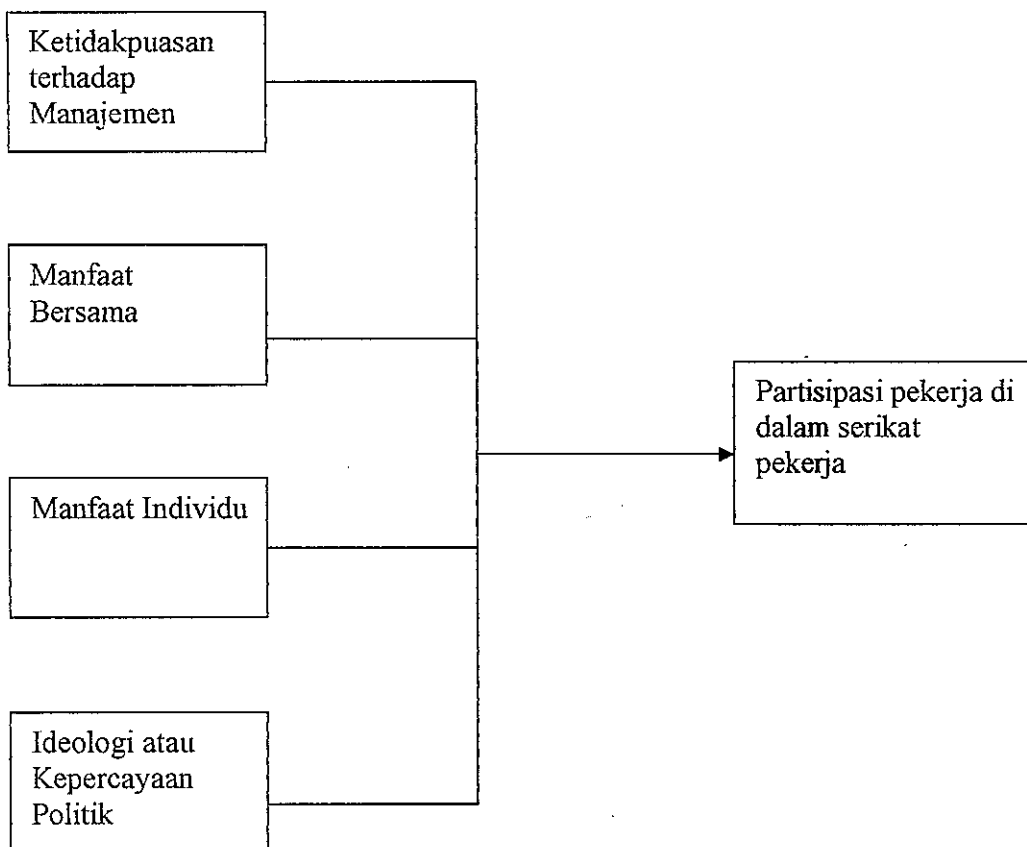 Ketidakpuasan
terhadap
Manajemen
Manfaat
Bersama
Manfaat Individu
Ideologi atau
Kepercayaan
Politik
Partisipasi pekerja di
dalam serikat
pekerja